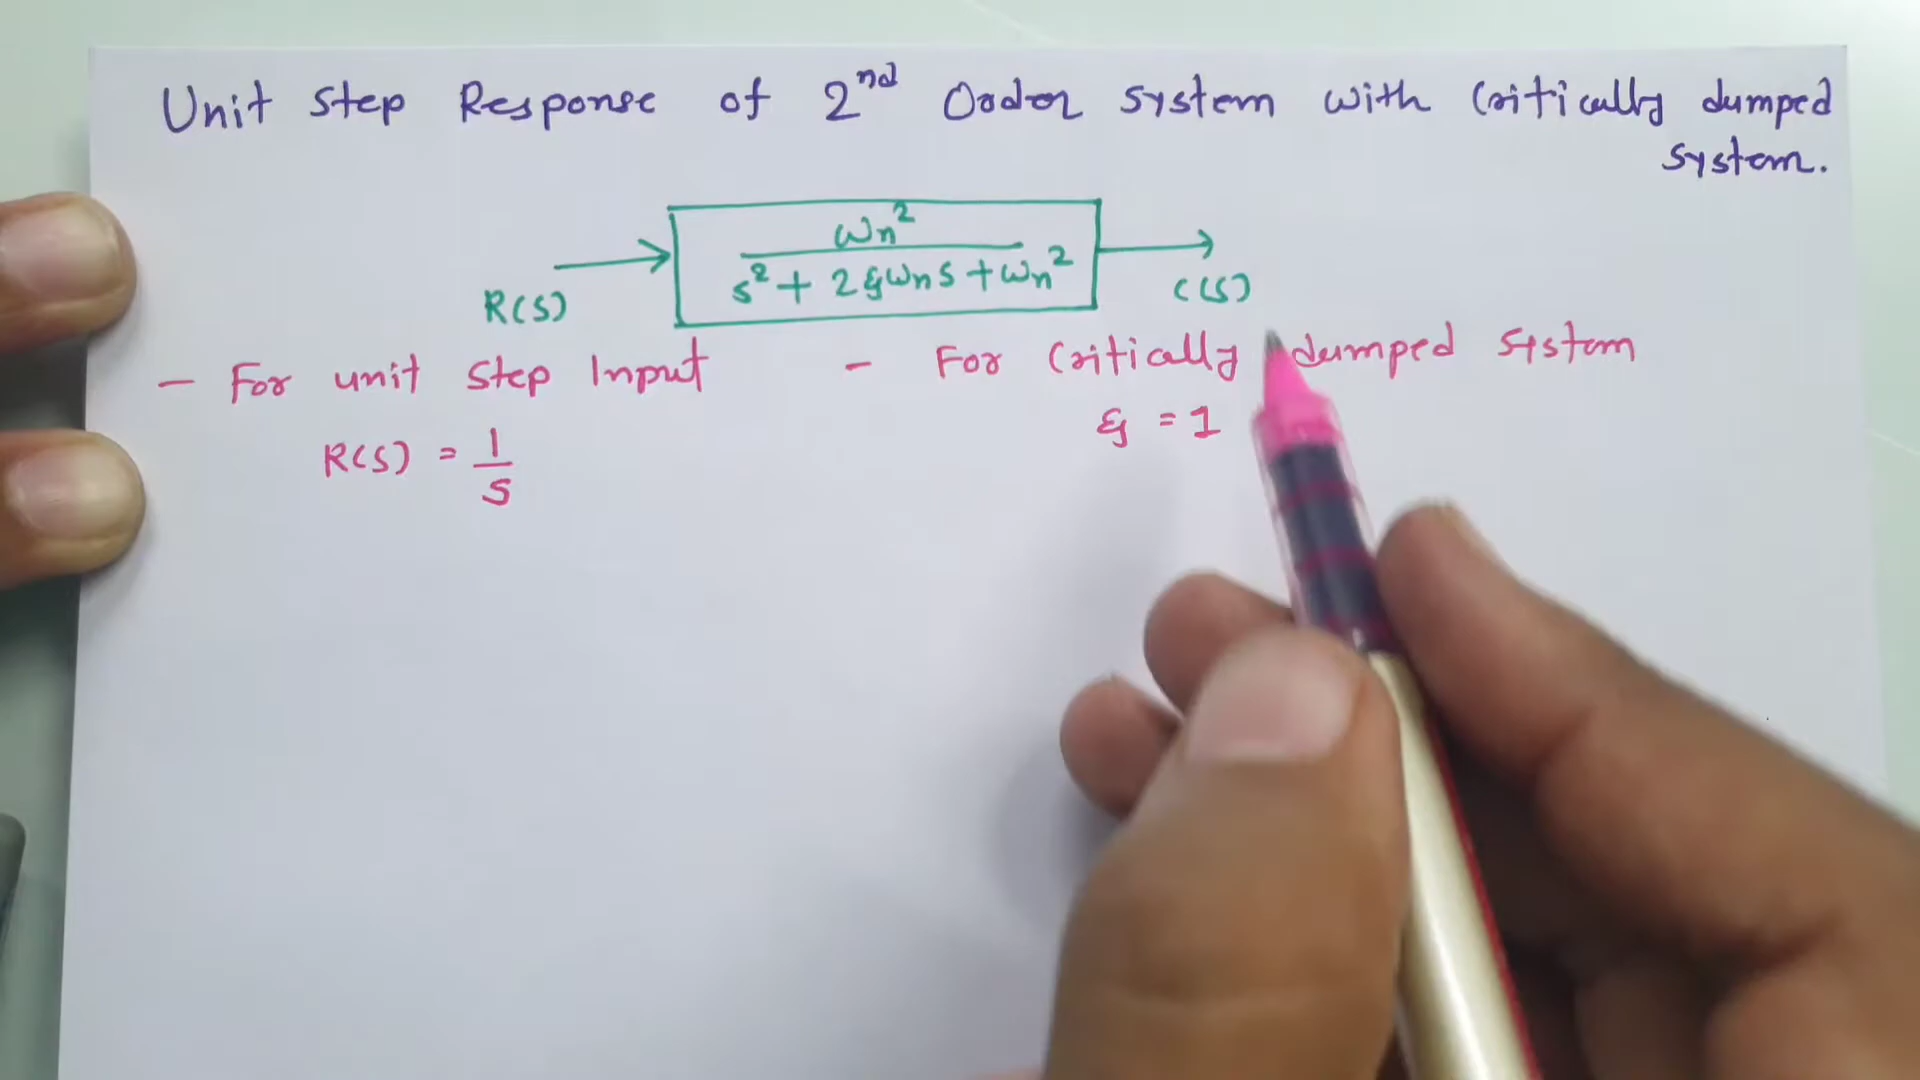 Unit Step Response of 2nd Order system with Critically dumped
system.
ωn²
R(s) s² + 2ξωns + ωn² C(s)
- For unit step Input - For Critically dumped system
R(s) = 1/s ξ = 1